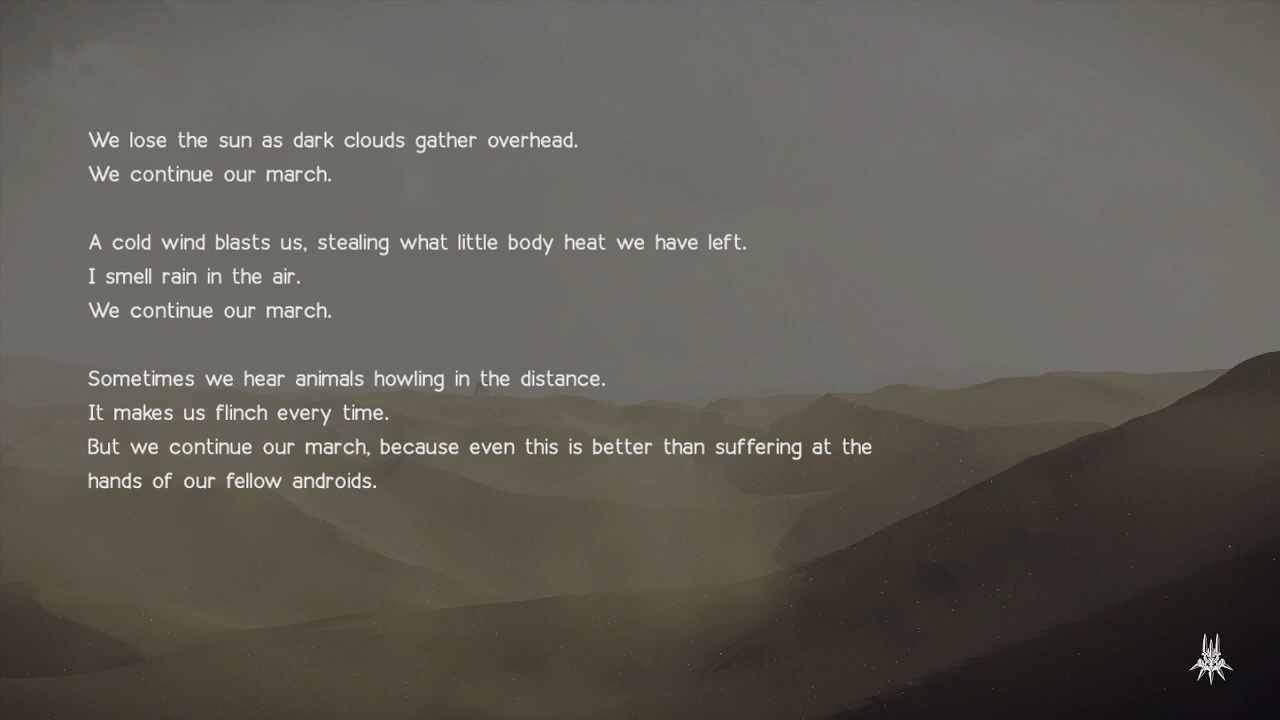 We lose the sun as dark clouds gather overhead.
We continue our march.
A cold wind blasts us, stealing what little body heat we have left.
I smell rain in the air.
We continue our march.
Sometimes we hear animals howling in the distance.
It makes us flinch every time.
But we continue our march, because even this is better than suffering at the
hands of our fellow androids.